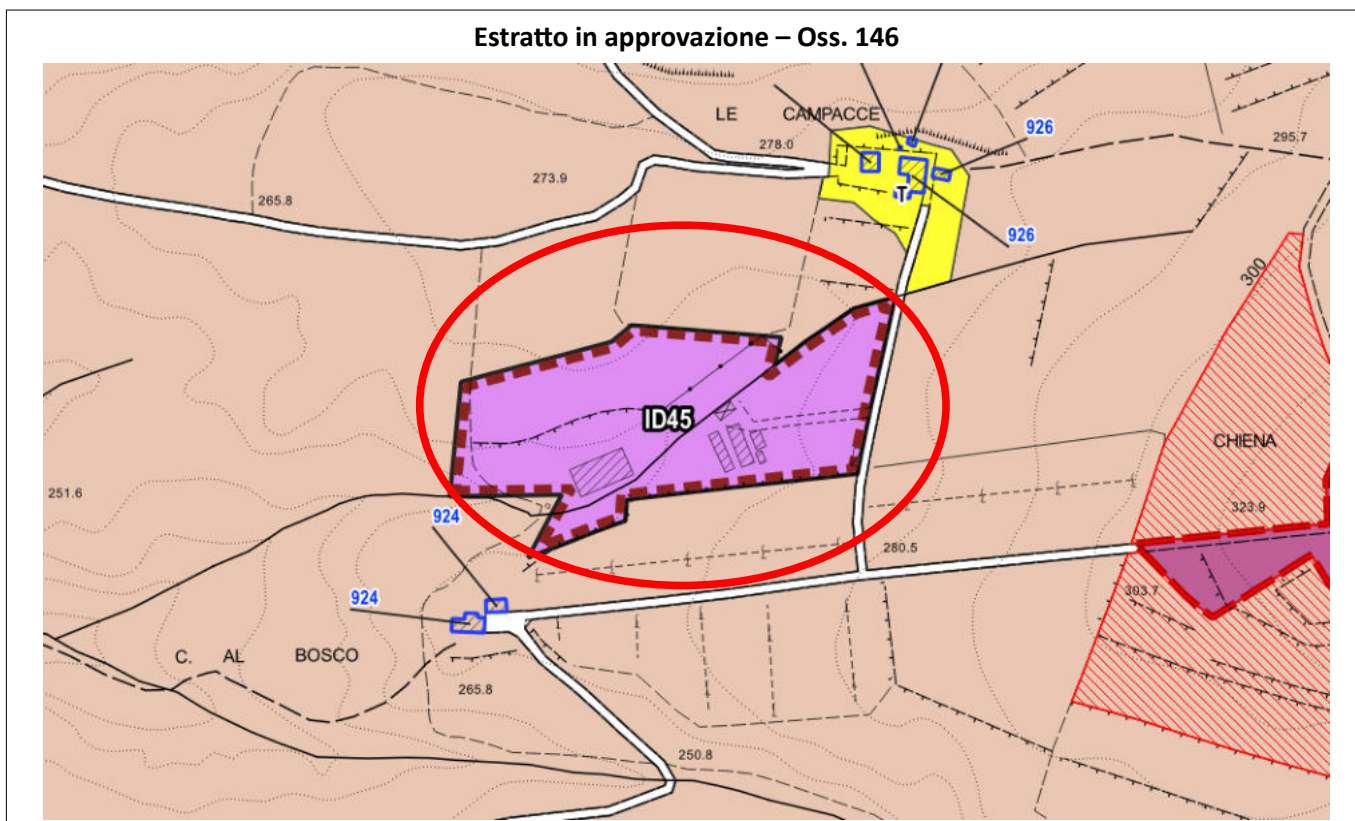 Estratto in approvazione – Oss. 146
LE CAMPACCE
926
278.0
295.7
273.9
265.8
T
926
300
ID45
CHIENA
251.6
924
323.9
280.5
924
303.7
C. AL BOSCO
265.8
250.8